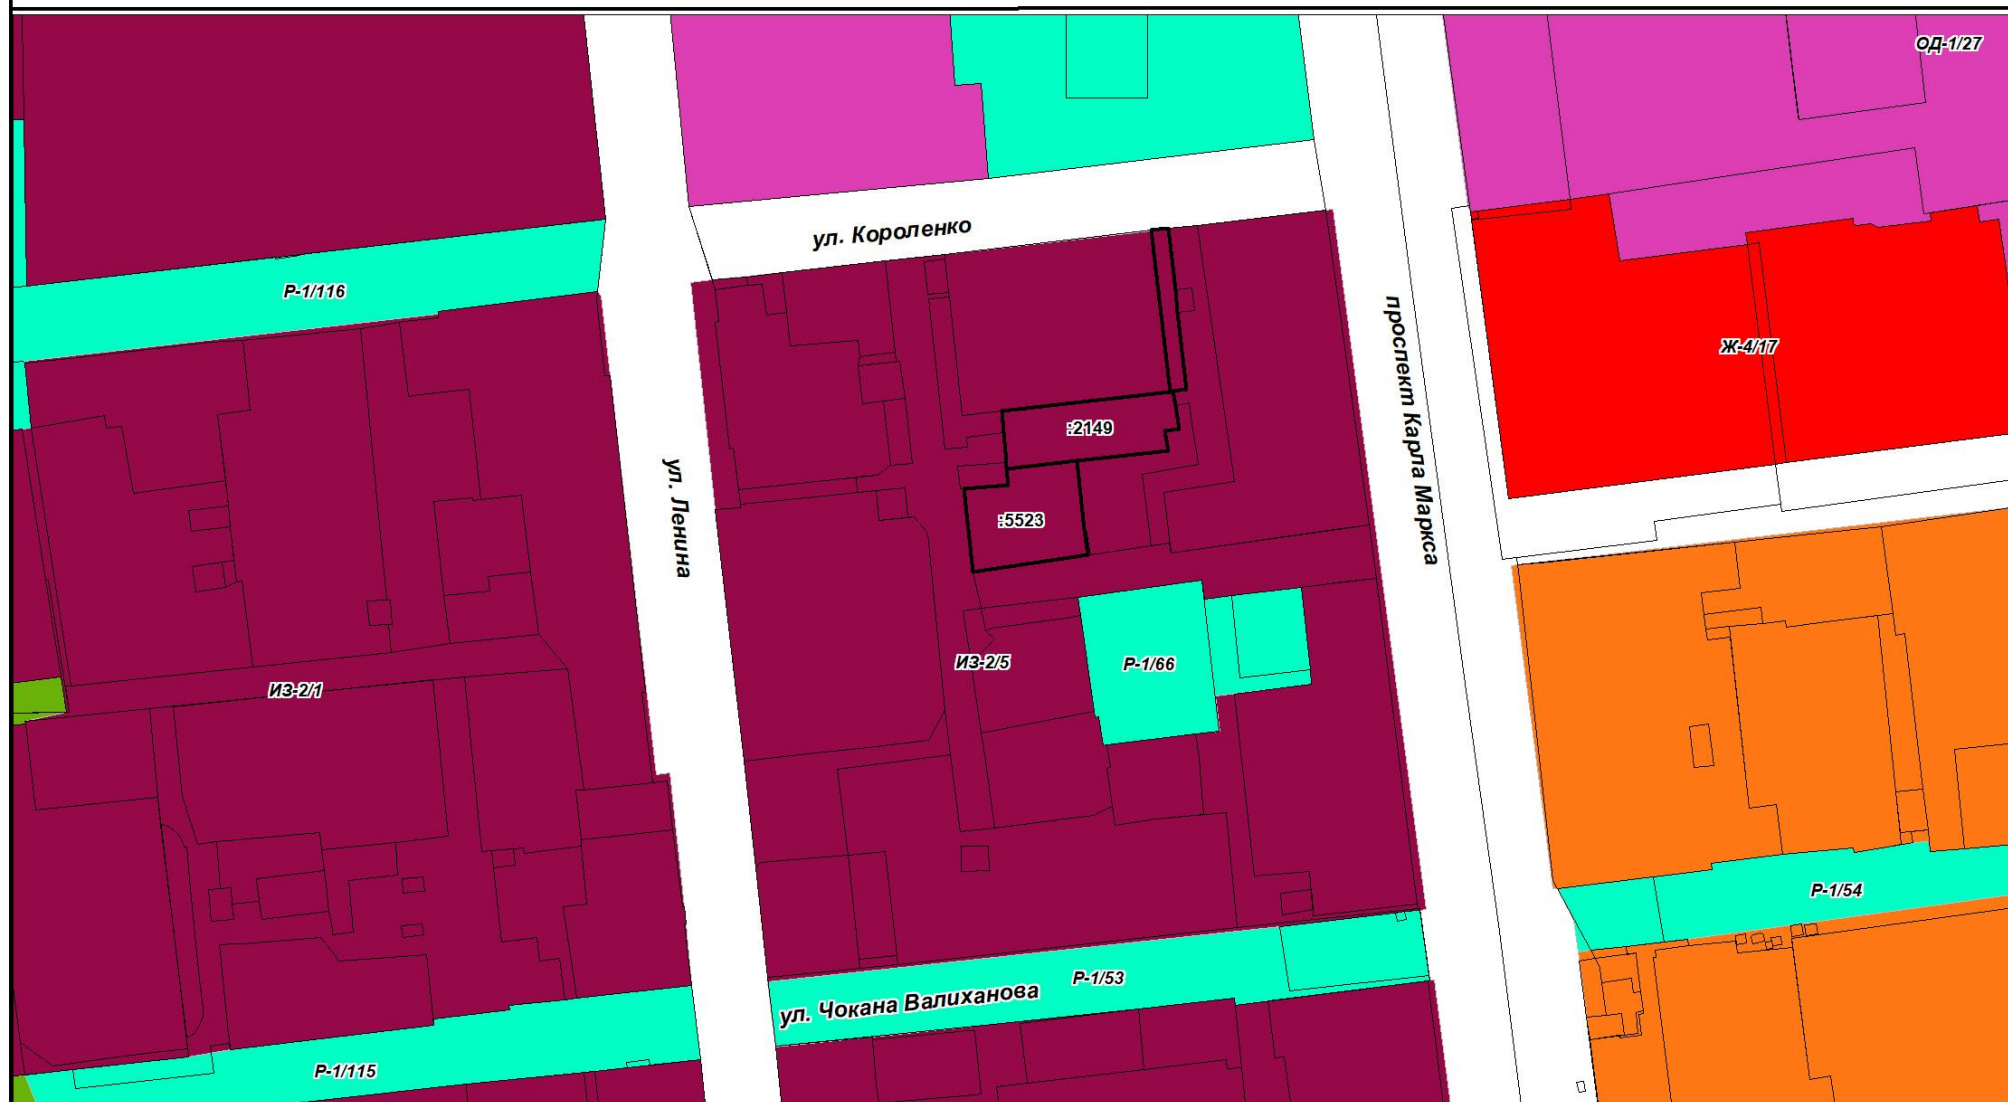 ОД-1/27
ул. Короленко
Р-1/116
проспект Карла Маркса
Ж-4/17
:2149
ул. Ленина
:5523
ИЗ-2/5
Р-1/66
ИЗ-2/1
Р-1/54
Р-1/53
ул. Чокана Валиханова
Р-1/115